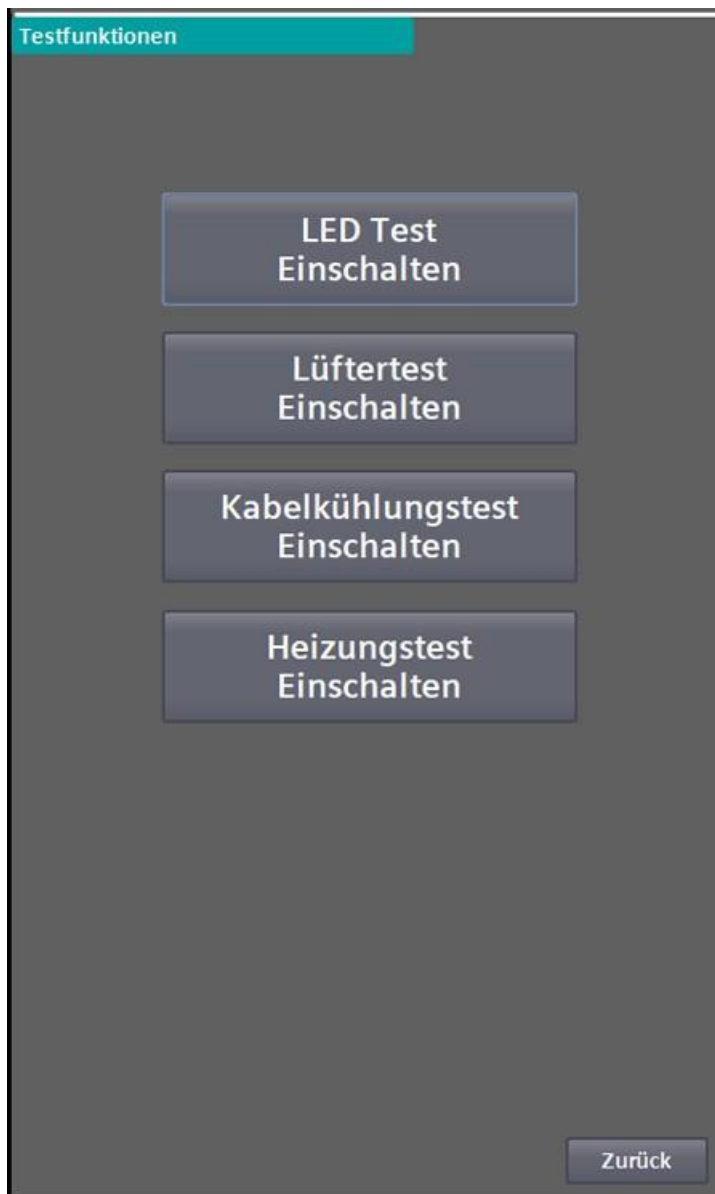 Testfunktionen
LED Test
Einschalten
Lüftertest
Einschalten
Kabelkühlungstest
Einschalten
Heizungstest
Einschalten
Zurück